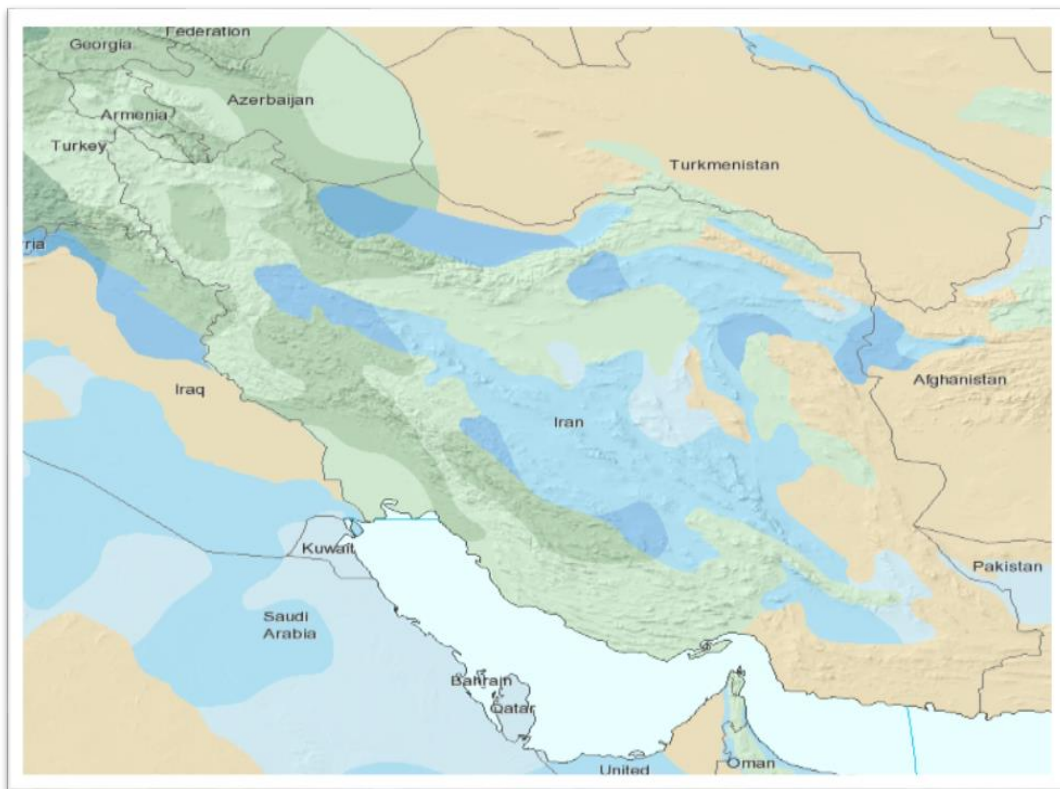 Federation
Georgia
Azerbaijan
Armenia
Turkey
Turkmenistan
ria
Afghanistan
Iraq
Iran
Kuwait
Pakistan
Saudi
Arabia
Bahrain
Qatar
Oman
United